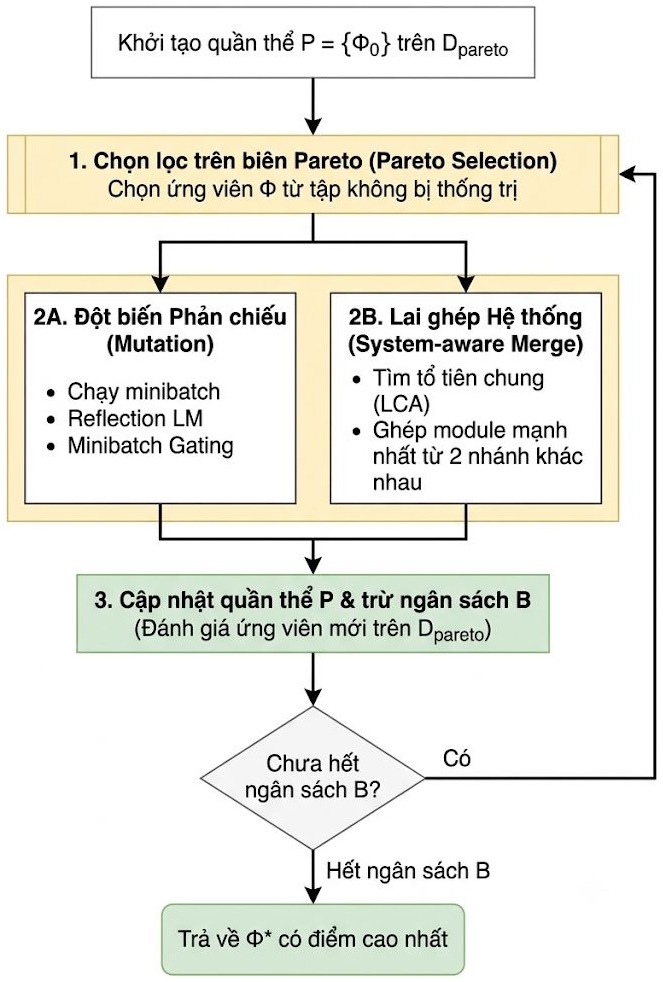 Khởi tạo quần thể P = {Φ₀} trên D_pareto
1. Chọn lọc trên biên Pareto (Pareto Selection)
Chọn ứng viên Φ từ tập không bị thống trị
2A. Đột biến Phản chiếu
(Mutation)
• Chạy minibatch
• Reflection LM
• Minibatch Gating
2B. Lai ghép Hệ thống
(System-aware Merge)
• Tìm tổ tiên chung
(LCA)
• Ghép module mạnh
nhất từ 2 nhánh khác
nhau
3. Cập nhật quần thể P & trừ ngân sách B
(Đánh giá ứng viên mới trên D_pareto)
Chưa hết
ngân sách B?
Có
Hết ngân sách B
Trả về Φ* có điểm cao nhất